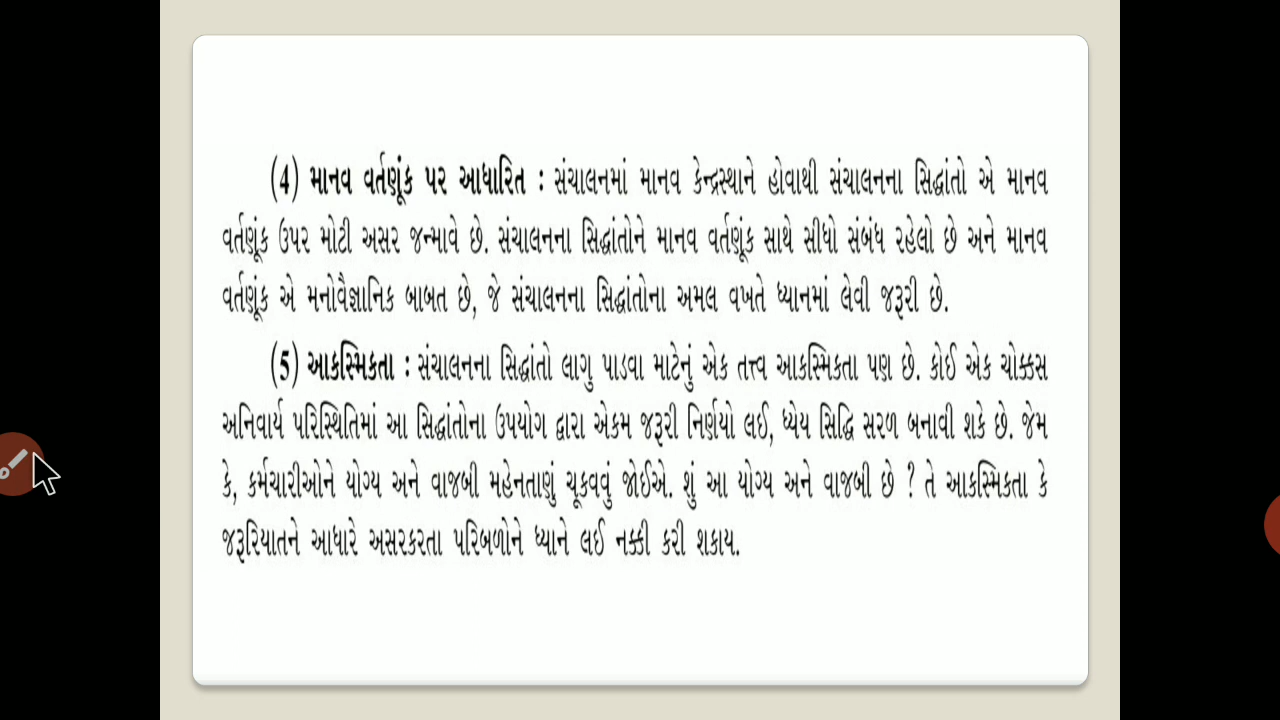 (4) માનવ વર્તણૂંક પર આધારિત : સંચાલનમાં માનવ કેન્દ્રસ્થાને હોવાથી સંચાલનના સિદ્ધાંતો એ માનવ
વર્તણૂંક ઉપર મોટી અસર જન્માવે છે. સંચાલનના સિદ્ધાંતોને માનવ વર્તણૂંક સાથે સીધો સંબંધ રહેલો છે અને માનવ
વર્તણૂંક એ મનોવૈજ્ઞાનિક બાબત છે, જે સંચાલનના સિદ્ધાંતોના અમલ વખતે ધ્યાનમાં લેવી જરૂરી છે.
(5) આકસ્મિકતા : સંચાલનના સિદ્ધાંતો લાગુ પાડવા માટેનું એક તત્ત્વ આકસ્મિકતા પણ છે. કોઈ એક ચોક્કસ
અનિવાર્ય પરિસ્થિતિમાં આ સિદ્ધાંતોના ઉપયોગ દ્વારા એકમ જરૂરી નિર્ણયો લઈ, ધ્યેય સિદ્ધિ સરળ બનાવી શકે છે. જેમ
કે, કર્મચારીઓને યોગ્ય અને વાજબી મહેનતાણું ચૂકવવું જોઈએ. શું આ યોગ્ય અને વાજબી છે ? તે આકસ્મિકતા કે
જરૂરિયાતને આધારે અસરકરતા પરિબળોને ધ્યાને લઈ નક્કી કરી શકાય.